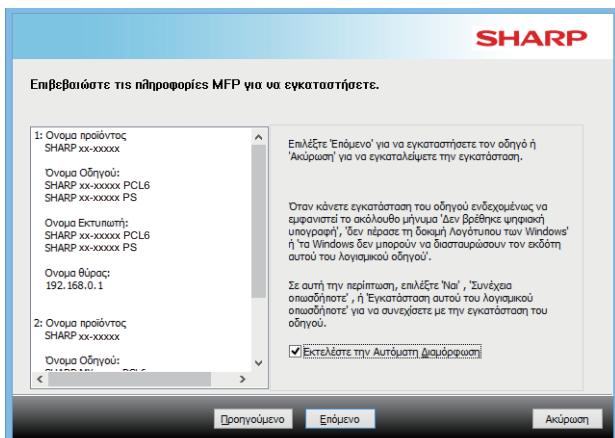 SHARP
Επιβεβαιώστε τις πληροφορίες MFP για να εγκαταστήσετε.
1: Ονομα προϊόντος
SHARP xx-xxxxx
Όνομα Οδηγού:
SHARP xx-xxxxx PCL6
SHARP xx-xxxxx PS
Ονομα Εκτυπωτή:
SHARP xx-xxxxx PCL6
SHARP xx-xxxxx PS
Ονομα θύρας:
192.168.0.1
2: Ονομα προϊόντος
SHARP xx-xxxxx
Όνομα Οδηγού:
Επιλέξτε 'Επόμενο' για να εγκαταστήσετε τον οδηγό ή
'Ακύρωση' για να εγκαταλείψετε την εγκατάσταση.
Όταν κάνετε εγκατάσταση του οδηγού ενδεχομένως να
εμφανιστεί το ακόλουθο μήνυμα 'Δεν βρέθηκε ψηφιακή
υπογραφή', 'δεν πέρασε τη δοκιμή Λογότυπου των Windows'
ή 'τα Windows δεν μπορούν να διασταυρώσουν τον εκδότη
αυτού του λογισμικού οδηγού'.
Σε αυτή την περίπτωση, επιλέξτε 'Ναι' , 'Συνέχεια
οπωσδήποτε' , ή 'Εγκατάσταση αυτού του λογισμικού
οπωσδήποτε' για να συνεχίσετε με την εγκατάσταση του
οδηγού.
Εκτελέστε την Αυτόματη Διαμόρφωση
Προηγούμενο
Επόμενο
Ακύρωση